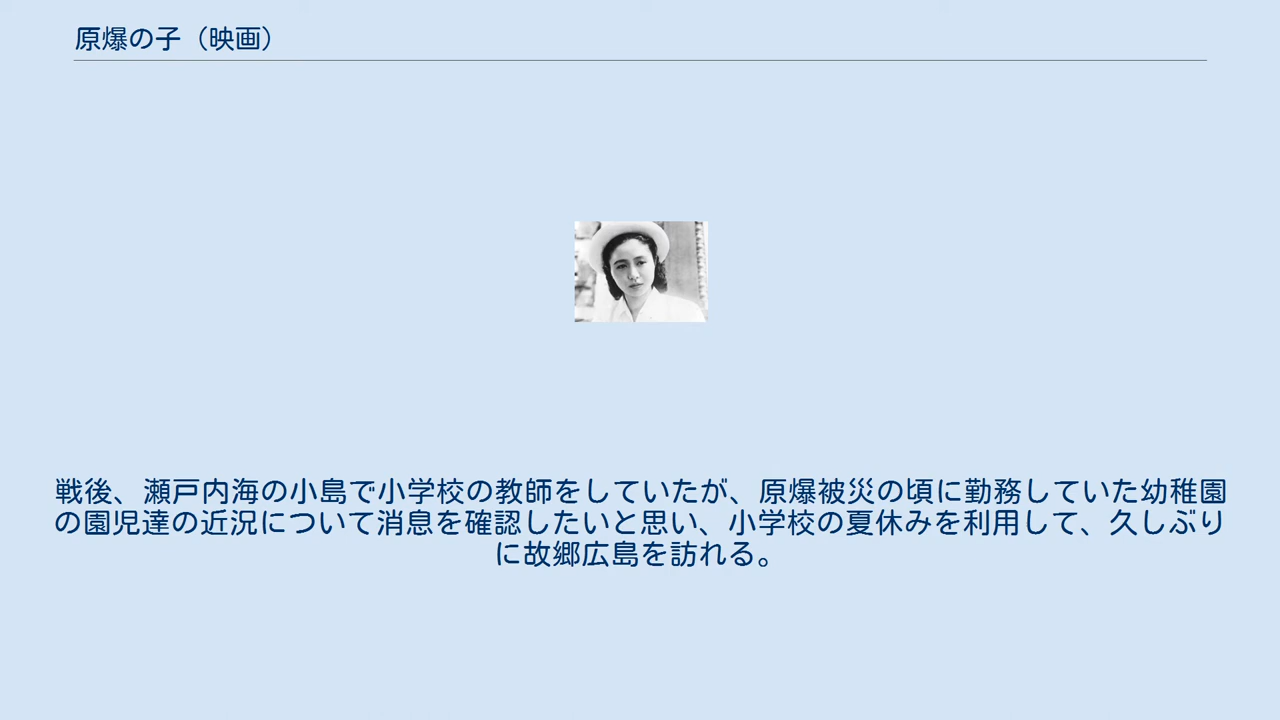 原爆の子（映画）
戦後、瀬戸内海の小島で小学校の教師をしていたが、原爆被災の頃に勤務していた幼稚園
の園児達の近況について消息を確認したいと思い、小学校の夏休みを利用して、久しぶり
に故郷広島を訪れる。